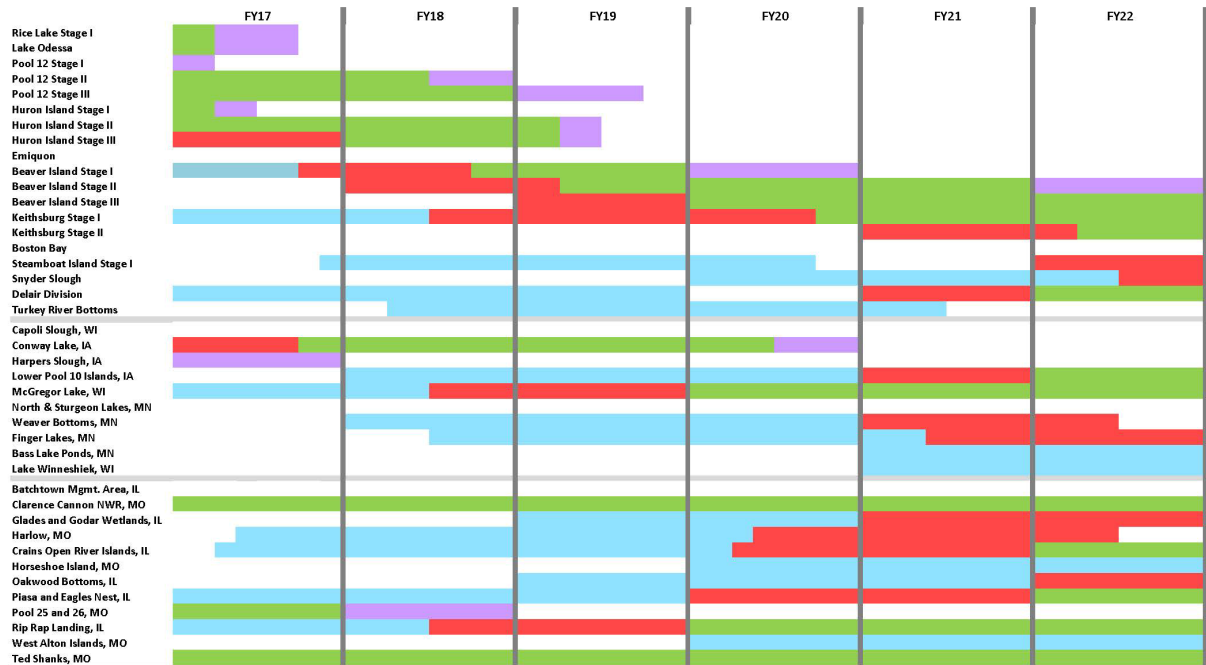 FY17 FY18 FY19 FY20 FY21 FY22
Rice Lake Stage I
Lake Odessa
Pool 12 Stage I
Pool 12 Stage II
Pool 12 Stage III
Huron Island Stage I
Huron Island Stage II
Huron Island Stage III
Emiquon
Beaver Island Stage I
Beaver Island Stage II
Beaver Island Stage III
Keithsburg Stage I
Keithsburg Stage II
Boston Bay
Steamboat Island Stage I
Snyder Slough
Delair Division
Turkey River Bottoms
Capoli Slough, WI
Conway Lake, IA
Harpers Slough, IA
Lower Pool 10 Islands, IA
McGregor Lake, WI
North & Sturgeon Lakes, MN
Weaver Bottoms, MN
Finger Lakes, MN
Bass Lake Ponds, MN
Lake Winneshiek, WI
Batchtown Mgmt. Area, IL
Clarence Cannon NWR, MO
Glades and Godar Wetlands, IL
Harlow, MO
Crains Open River Islands, IL
Horseshoe Island, MO
Oakwood Bottoms, IL
Piasa and Eagles Nest, IL
Pool 25 and 26, MO
Rip Rap Landing, IL
West Alton Islands, MO
Ted Shanks, MO